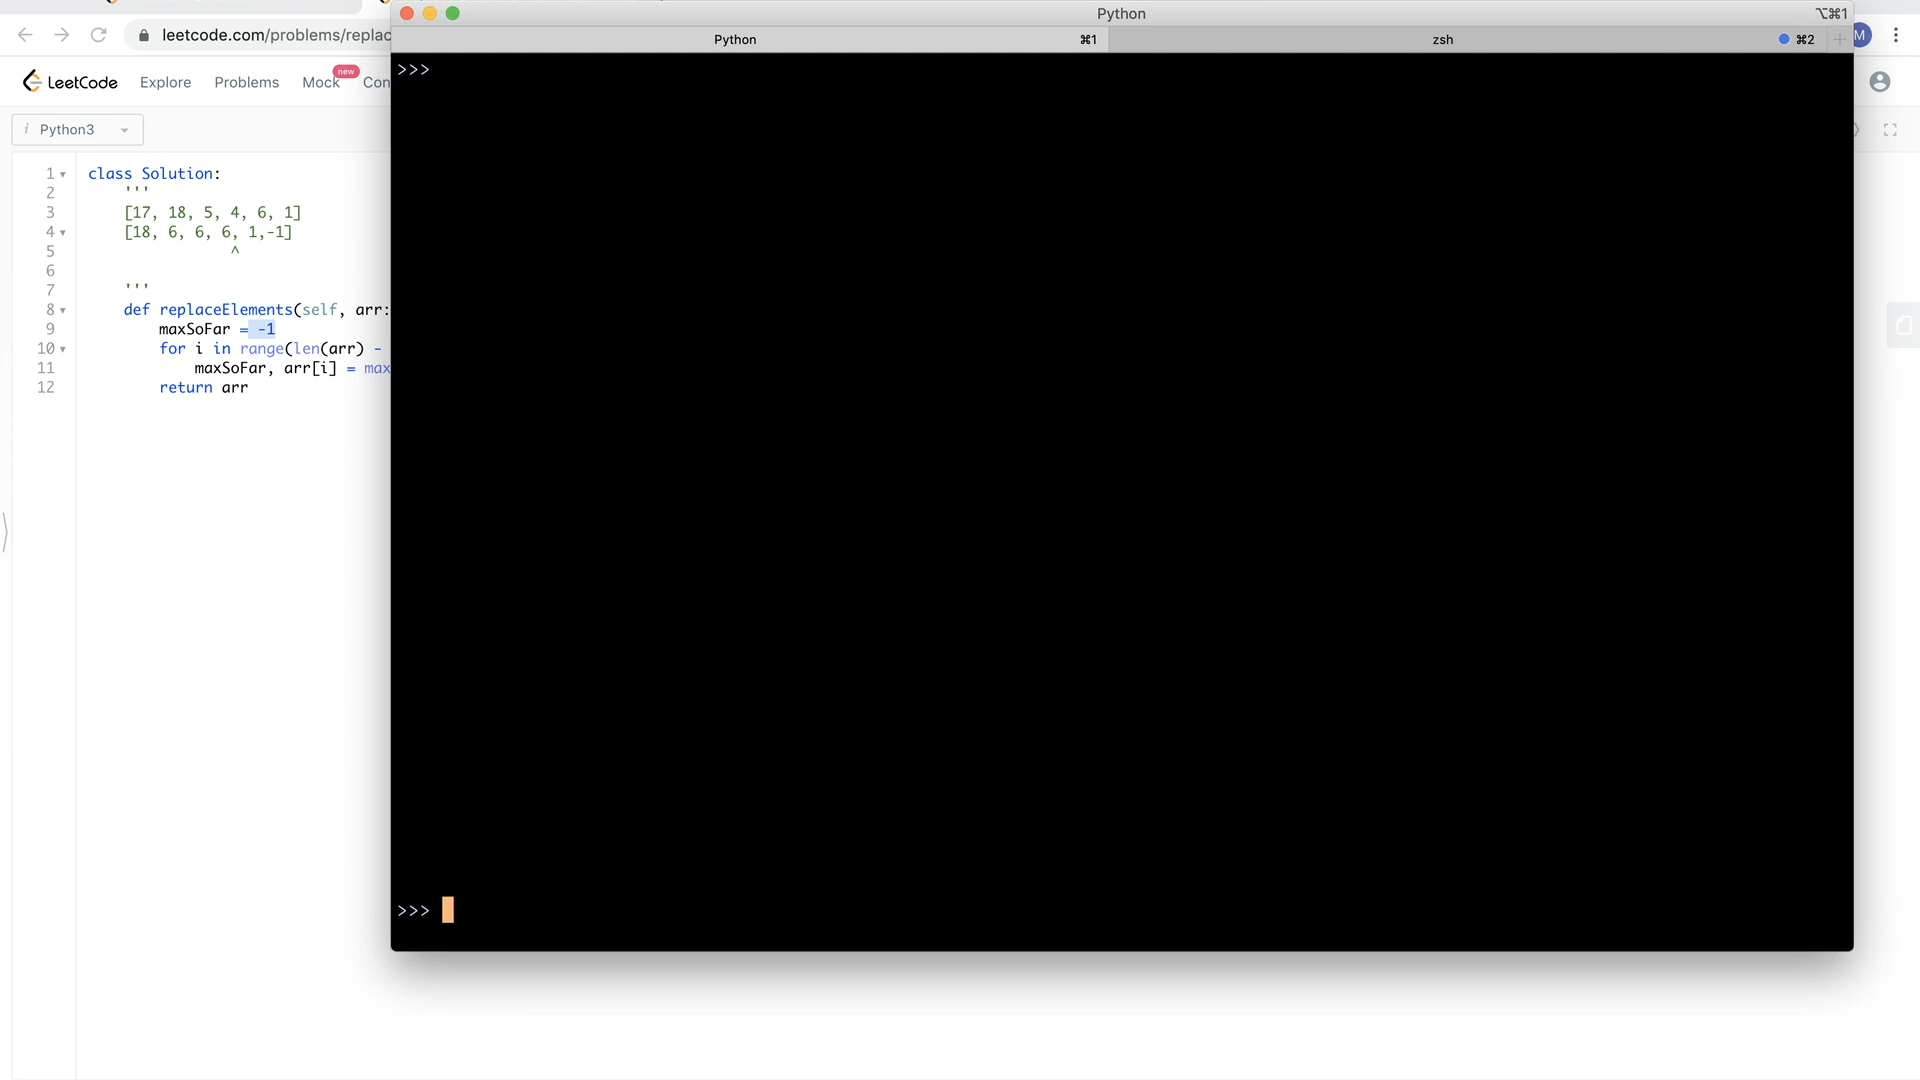 Python
⌥⌘1
leetcode.com/problems/replac
Python
⌘1
zsh
⌘2
M
LeetCode
Explore
Problems
Mock
new
Con
i Python3
>>>
1 class Solution:
2 '''
3 [17, 18, 5, 4, 6, 1]
4 [18, 6, 6, 6, 1,-1]
5 ^
6
7 '''
8 def replaceElements(self, arr:
9 maxSoFar = -1
10 for i in range(len(arr) -
11 maxSoFar, arr[i] = max
12 return arr
>>>